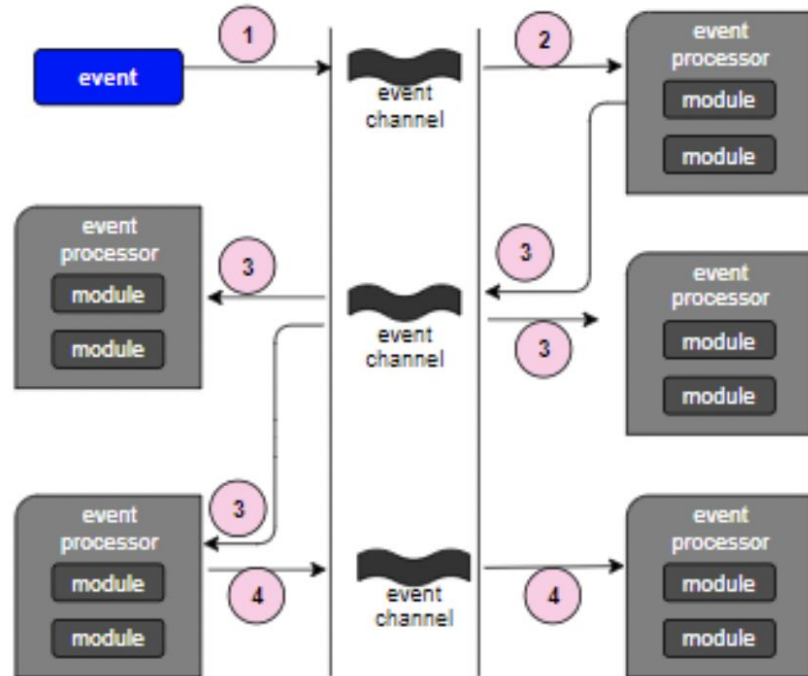 1
2
event
event
channel
event
processor
module
module
event
processor
module
module
3
3
event
channel
3
event
processor
module
module
3
event
processor
module
module
4
event
channel
4
event
processor
module
module